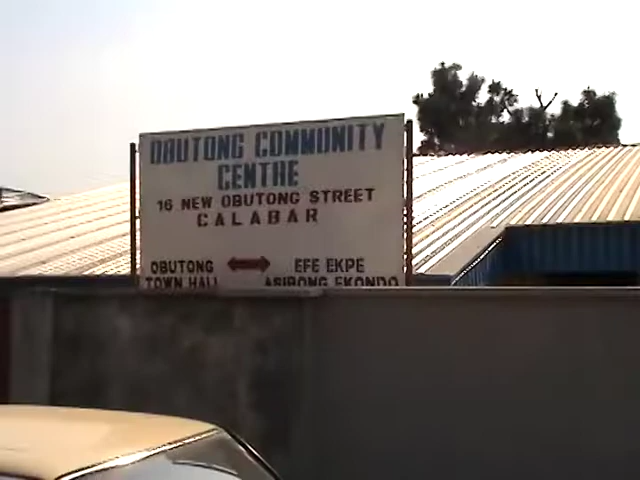 OBUTONG COMMUNITY
CENTRE
16 NEW OBUTONG STREET
CALABAR
OBUTONG EFE EKPE
TOWN HALL ASIBONG EKONDO